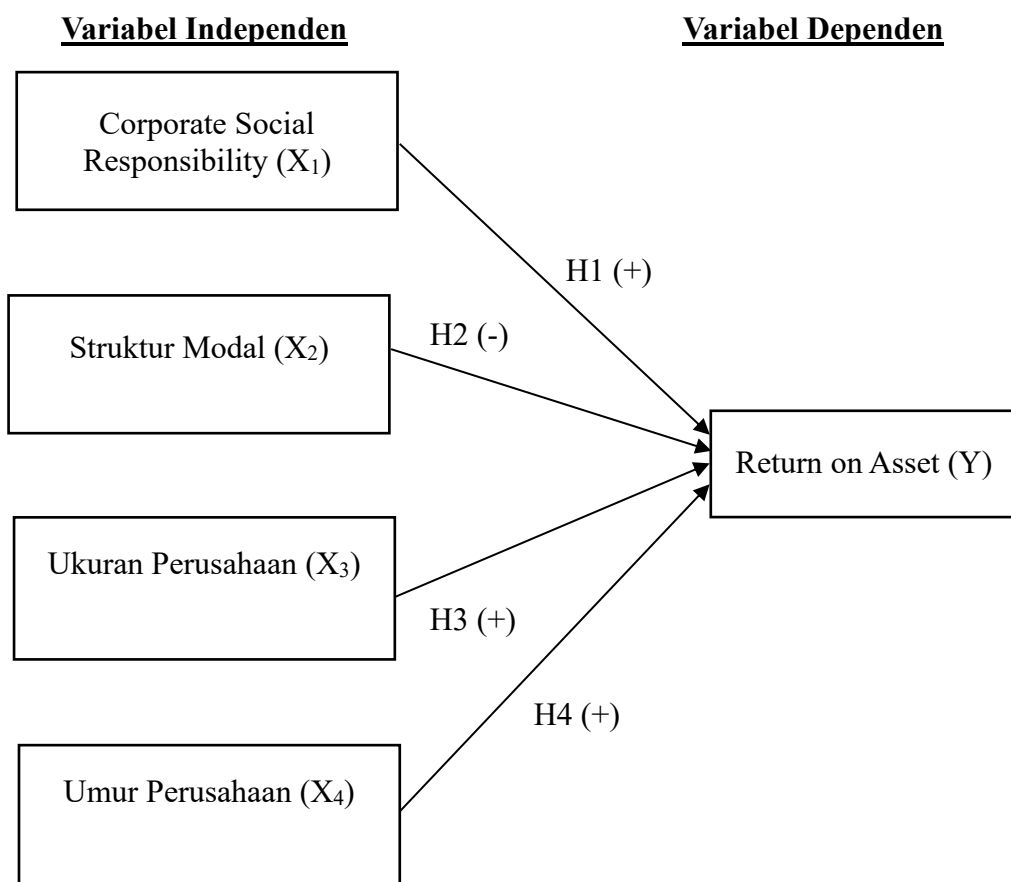 Variabel Independen
Variabel Dependen
Corporate Social
Responsibility (X₁)
H1 (+)
Struktur Modal (X₂)
H2 (-)
Return on Asset (Y)
Ukuran Perusahaan (X₃)
H3 (+)
H4 (+)
Umur Perusahaan (X₄)